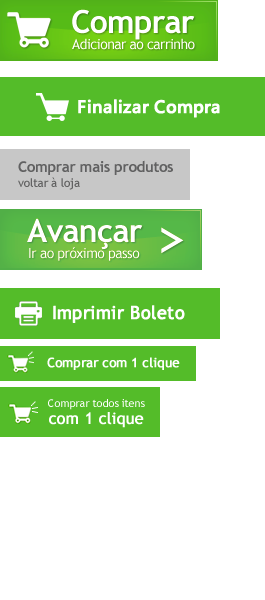 Comprar
Adicionar ao carrinho
Finalizar Compra
Comprar mais produtos
voltar à loja
Avançar
Ir ao próximo passo
Imprimir Boleto
Comprar com 1 clique
Comprar todos itens
com 1 clique